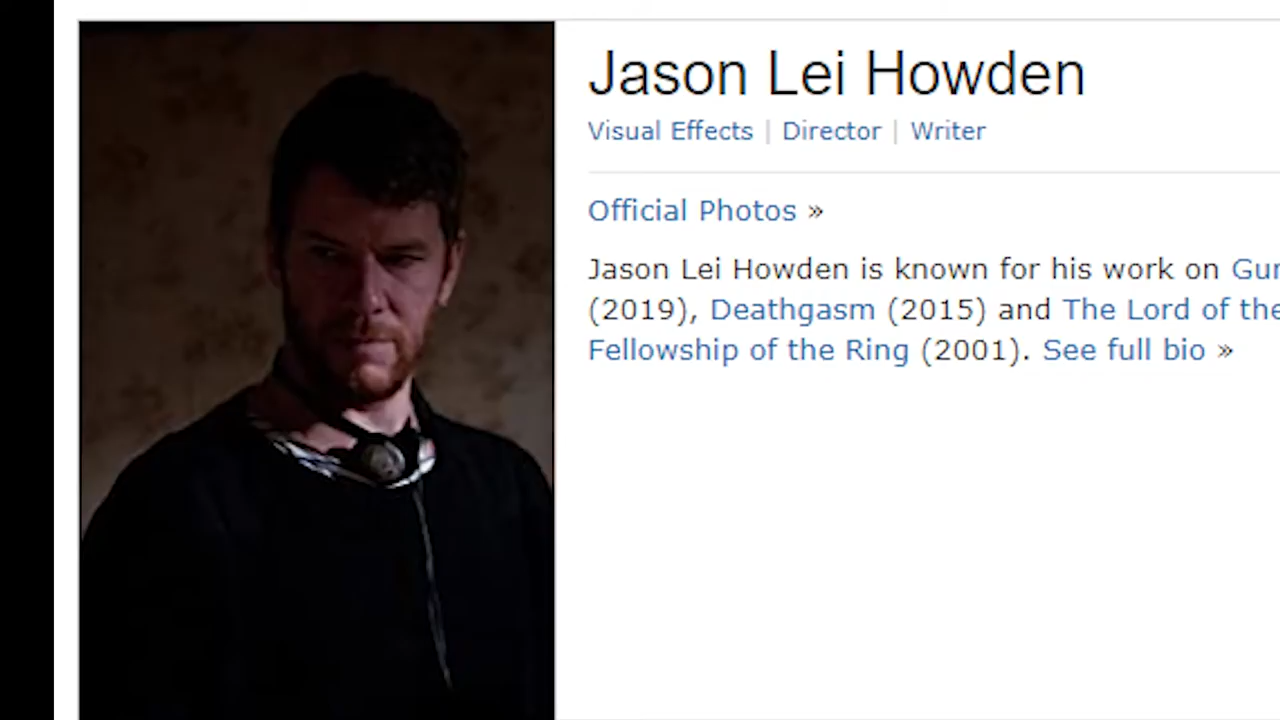 Jason Lei Howden
Visual Effects | Director | Writer
Official Photos »
Jason Lei Howden is known for his work on
(2019), Deathgasm (2015) and The Lord of the
Fellowship of the Ring (2001). See full bio »